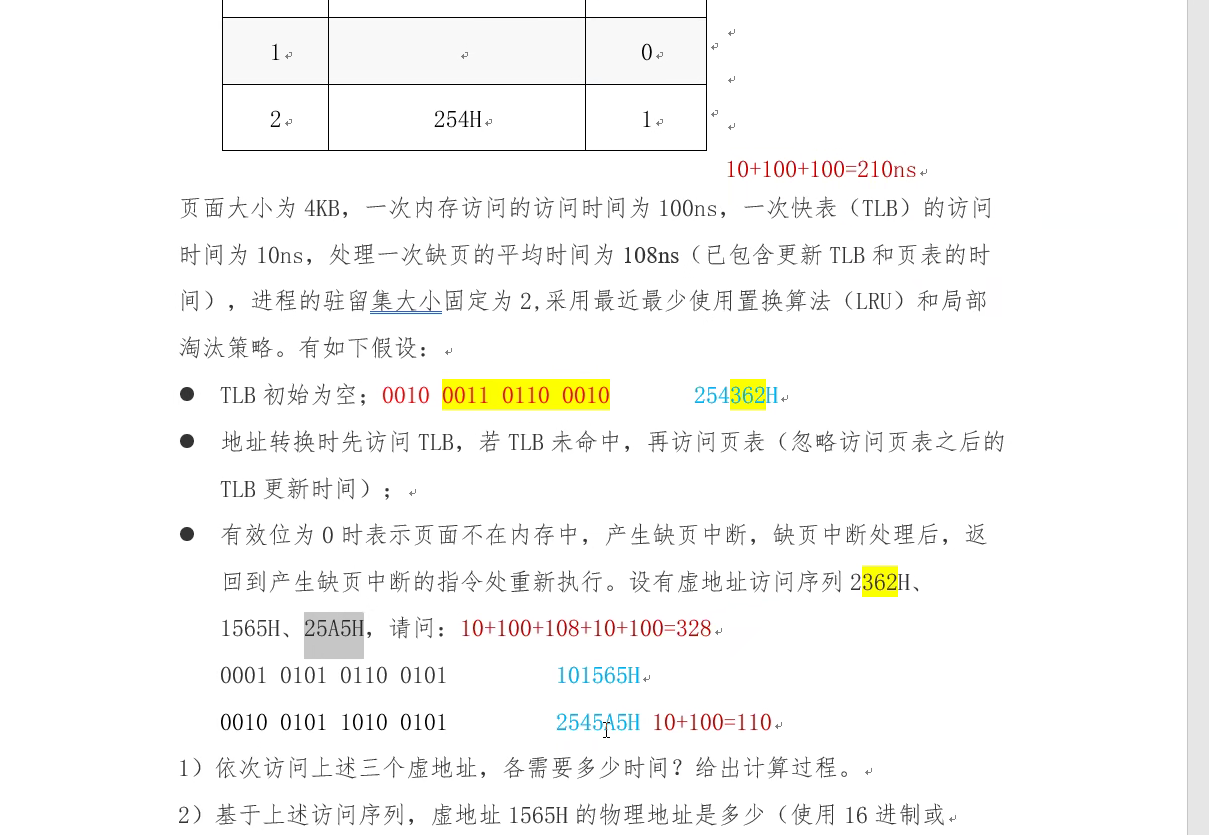 1 0
2 254H 1
10+100+100=210ns
页面大小为 4KB，一次内存访问的访问时间为 100ns，一次快表（TLB）的访问
时间为 10ns，处理一次缺页的平均时间为 108ns（已包含更新 TLB 和页表的时
间），进程的驻留集大小固定为 2,采用最近最少使用置换算法（LRU）和局部
淘汰策略。有如下假设：
● TLB 初始为空；0010 0011 0110 0010 254362H
● 地址转换时先访问 TLB，若 TLB 未命中，再访问页表（忽略访问页表之后的
TLB 更新时间）；
● 有效位为 0 时表示页面不在内存中，产生缺页中断，缺页中断处理后，返
回到产生缺页中断的指令处重新执行。设有虚地址访问序列 2362H、
1565H、25A5H，请问：10+100+108+10+100=328
0001 0101 0110 0101 101565H
0010 0101 1010 0101 2545A5H 10+100=110
1）依次访问上述三个虚地址，各需要多少时间？给出计算过程。
2）基于上述访问序列，虚地址 1565H 的物理地址是多少（使用 16 进制或